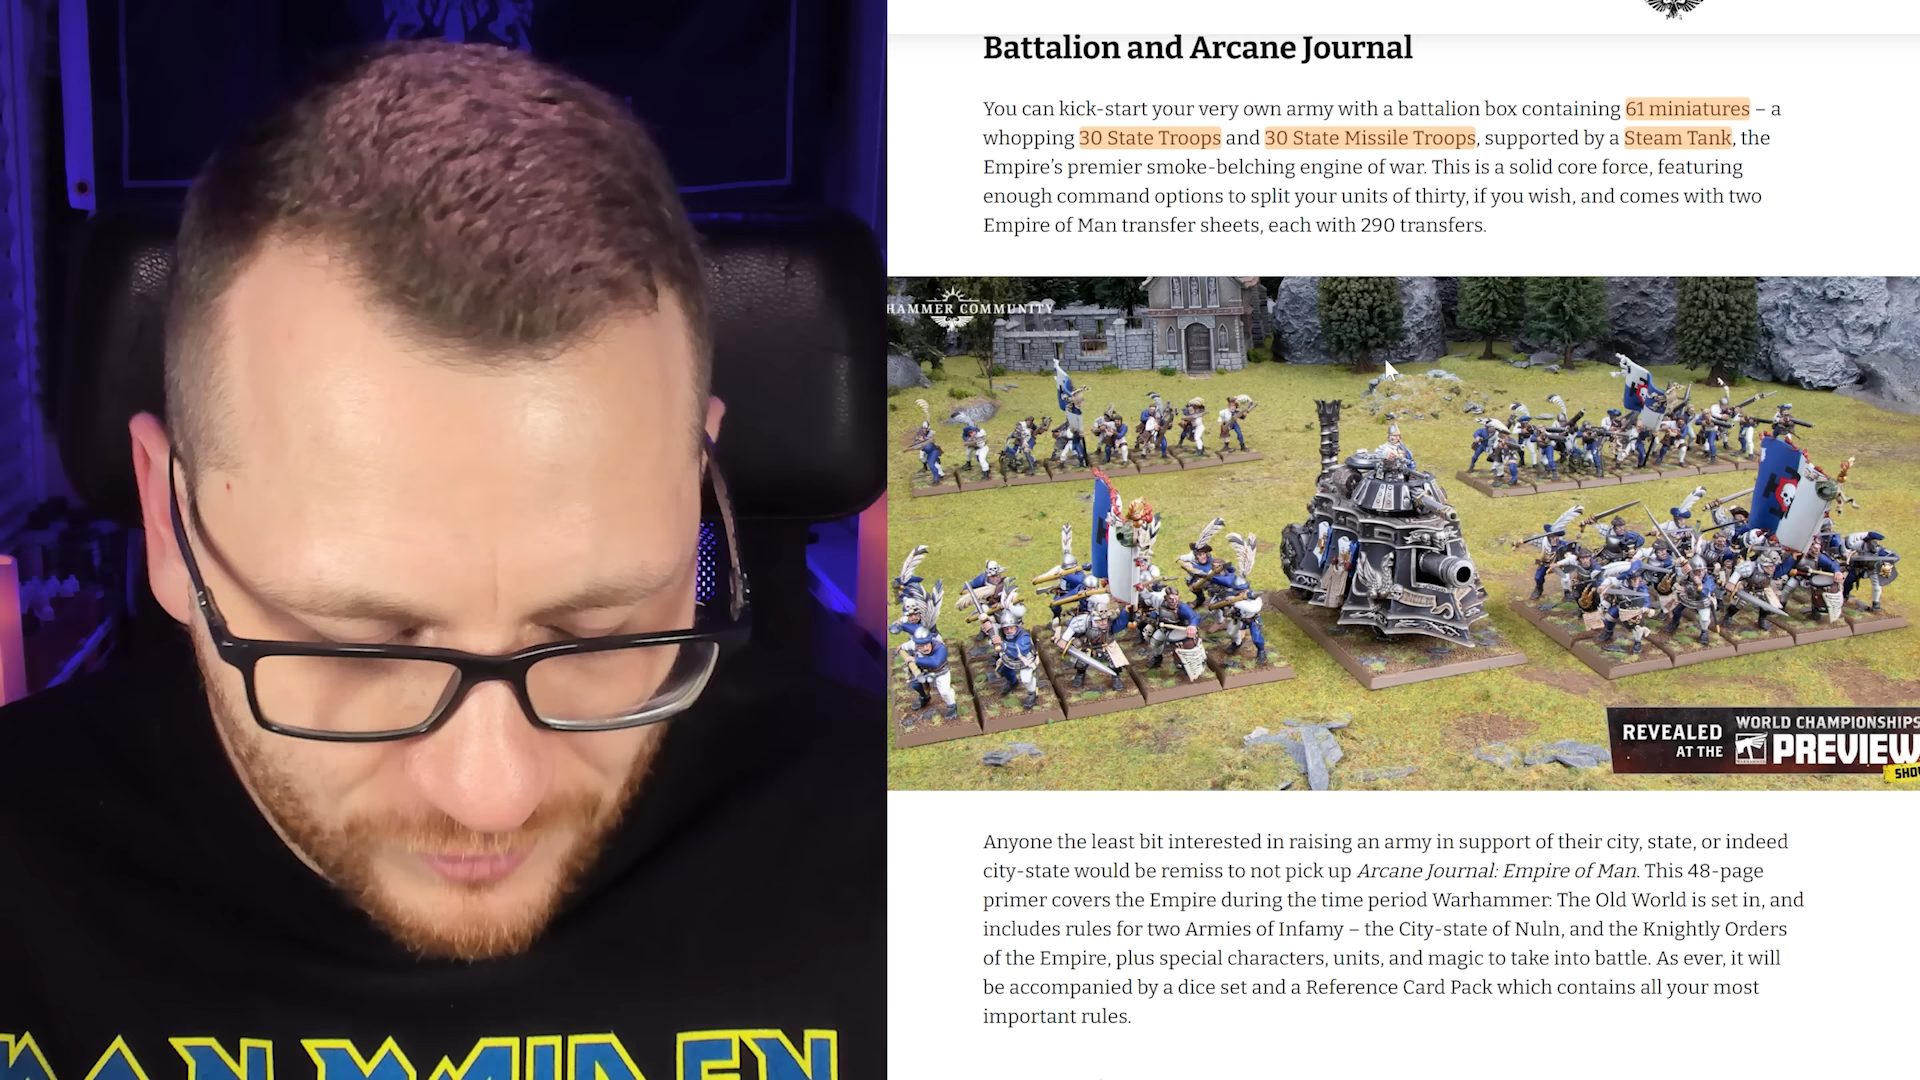 Battalion and Arcane Journal
You can kick-start your very own army with a battalion box containing 61 miniatures – a
whopping 30 State Troops and 30 State Missile Troops, supported by a Steam Tank, the
Empire’s premier smoke-belching engine of war. This is a solid core force, featuring
enough command options to split your units of thirty, if you wish, and comes with two
Empire of Man transfer sheets, each with 290 transfers.
HAMMER COMMUNITY
REVEALED
AT THE
WORLD CHAMPIONSHIPS
PREVIEW
SHO
Anyone the least bit interested in raising an army in support of their city, state, or indeed
city-state would be remiss to not pick up Arcane Journal: Empire of Man. This 48-page
primer covers the Empire during the time period Warhammer: The Old World is set in, and
includes rules for two Armies of Infamy – the City-state of Nuln, and the Knightly Orders
of the Empire, plus special characters, units, and magic to take into battle. As ever, it will
be accompanied by a dice set and a Reference Card Pack which contains all your most
important rules.
IRON MAIDEN